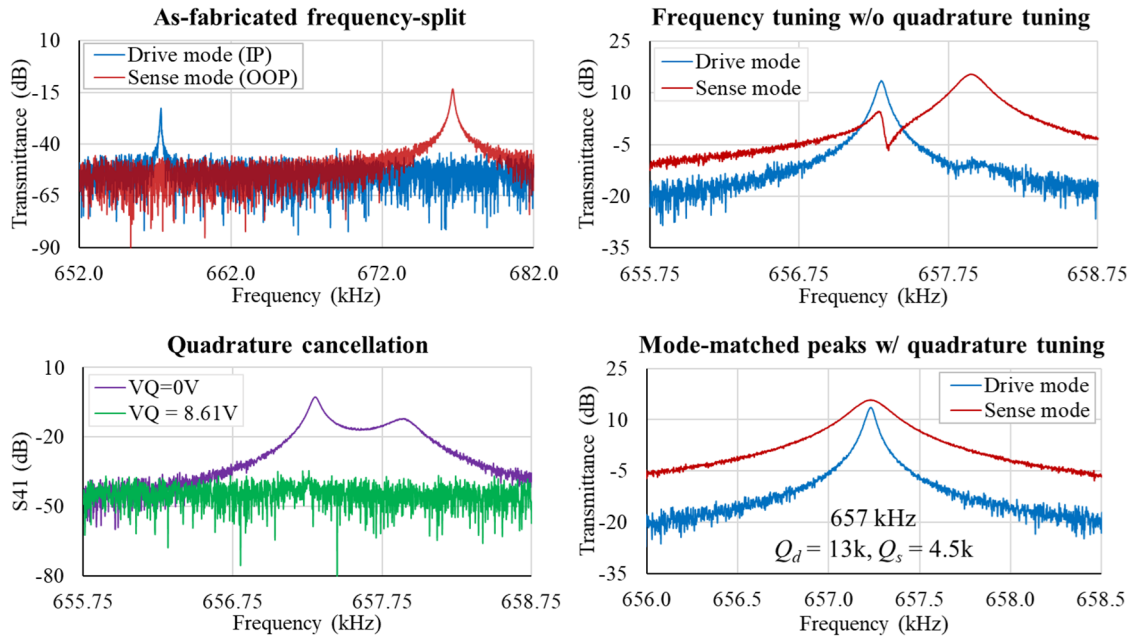 As-fabricated frequency-split
10
-15
-40
-65
-90
Transmittance (dB)
Drive mode (IP)
Sense mode (OOP)
652.0 662.0 672.0 682.0
Frequency (kHz)
Frequency tuning w/o quadrature tuning
25
10
-5
-20
-35
Transmittance (dB)
Drive mode
Sense mode
655.75 656.75 657.75 658.75
Frequency (kHz)
Quadrature cancellation
10
-20
-50
-80
S41 (dB)
VQ=0V
VQ = 8.61V
655.75 656.75 657.75 658.75
Frequency (kHz)
Mode-matched peaks w/ quadrature tuning
25
10
-5
-20
-35
Transmittance (dB)
Drive mode
Sense mode
657 kHz
Qd = 13k, Qs = 4.5k
656.0 656.5 657.0 657.5 658.0 658.5
Frequency (kHz)